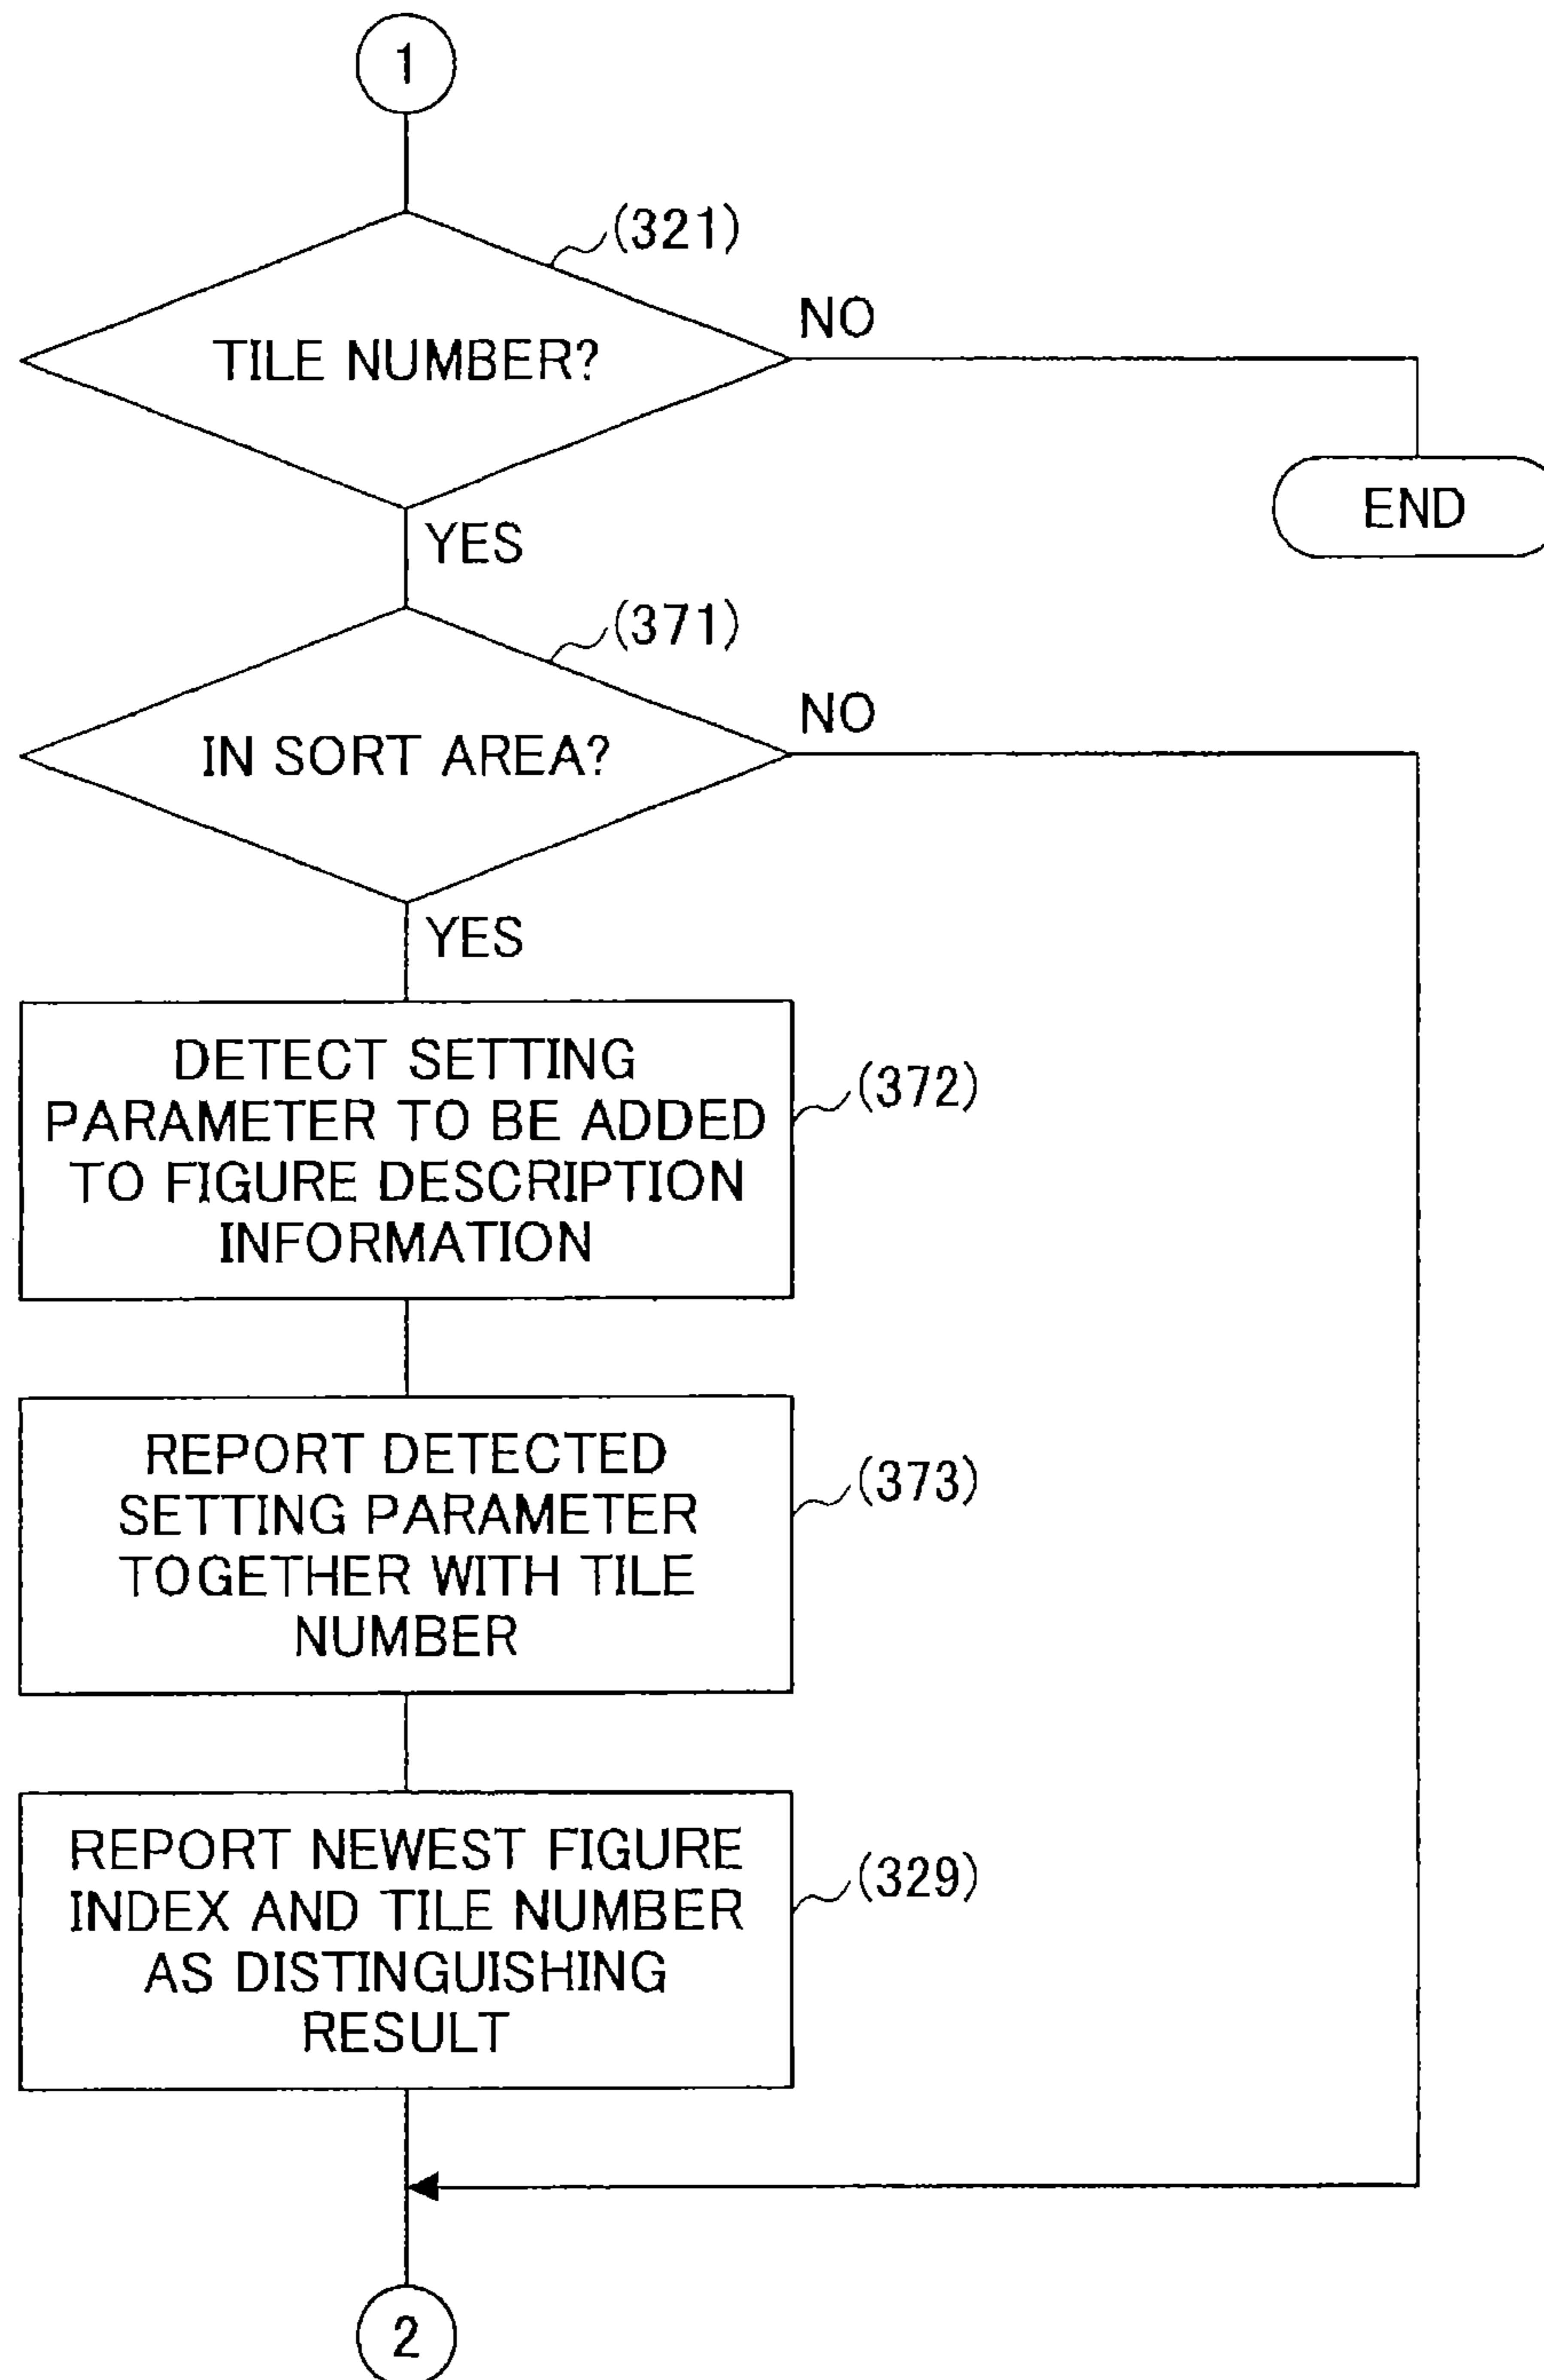 1
(321)
TILE NUMBER?
NO
END
YES
(371)
IN SORT AREA?
NO
YES
DETECT SETTING
PARAMETER TO BE ADDED
TO FIGURE DESCRIPTION
INFORMATION
(372)
REPORT DETECTED
SETTING PARAMETER
TOGETHER WITH TILE
NUMBER
(373)
REPORT NEWEST FIGURE
INDEX AND TILE NUMBER
AS DISTINGUISHING
RESULT
(329)
2